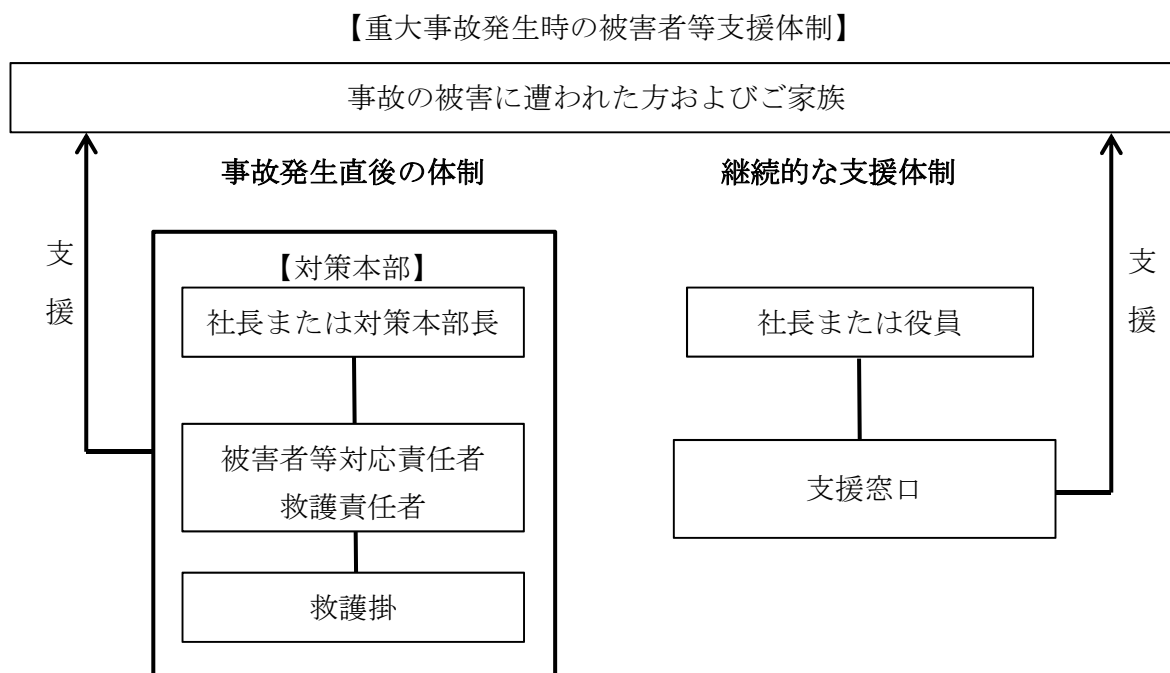 【重大事故発生時の被害者等支援体制】
事故の被害に遭われた方およびご家族
事故発生直後の体制
継続的な支援体制
支援
【対策本部】
社長または対策本部長
被害者等対応責任者
救護責任者
救護掛
社長または役員
支援窓口
支援